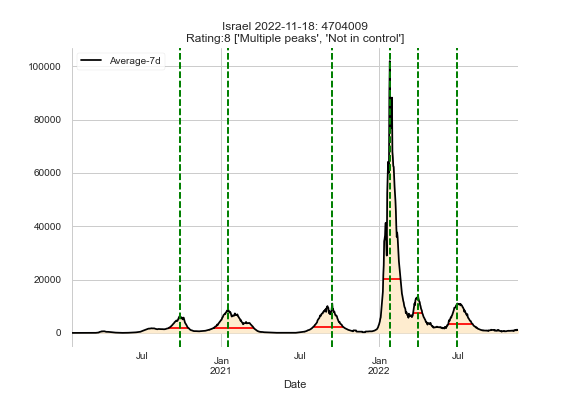 Israel 2022-11-18: 4704009
Rating:8 ['Multiple peaks', 'Not in control']
Average-7d
100000
80000
60000
40000
20000
0
Jul
Jan
2021
Jul
Jan
2022
Jul
Date